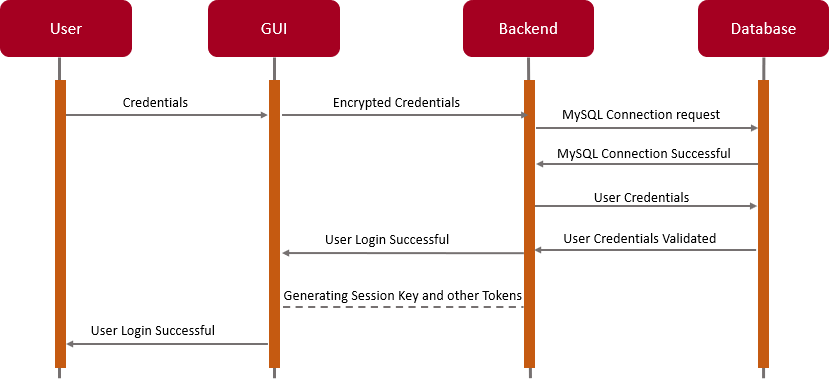 User
GUI
Backend
Database
Credentials
Encrypted Credentials
MySQL Connection request
MySQL Connection Successful
User Credentials
User Credentials Validated
User Login Successful
Generating Session Key and other Tokens
User Login Successful